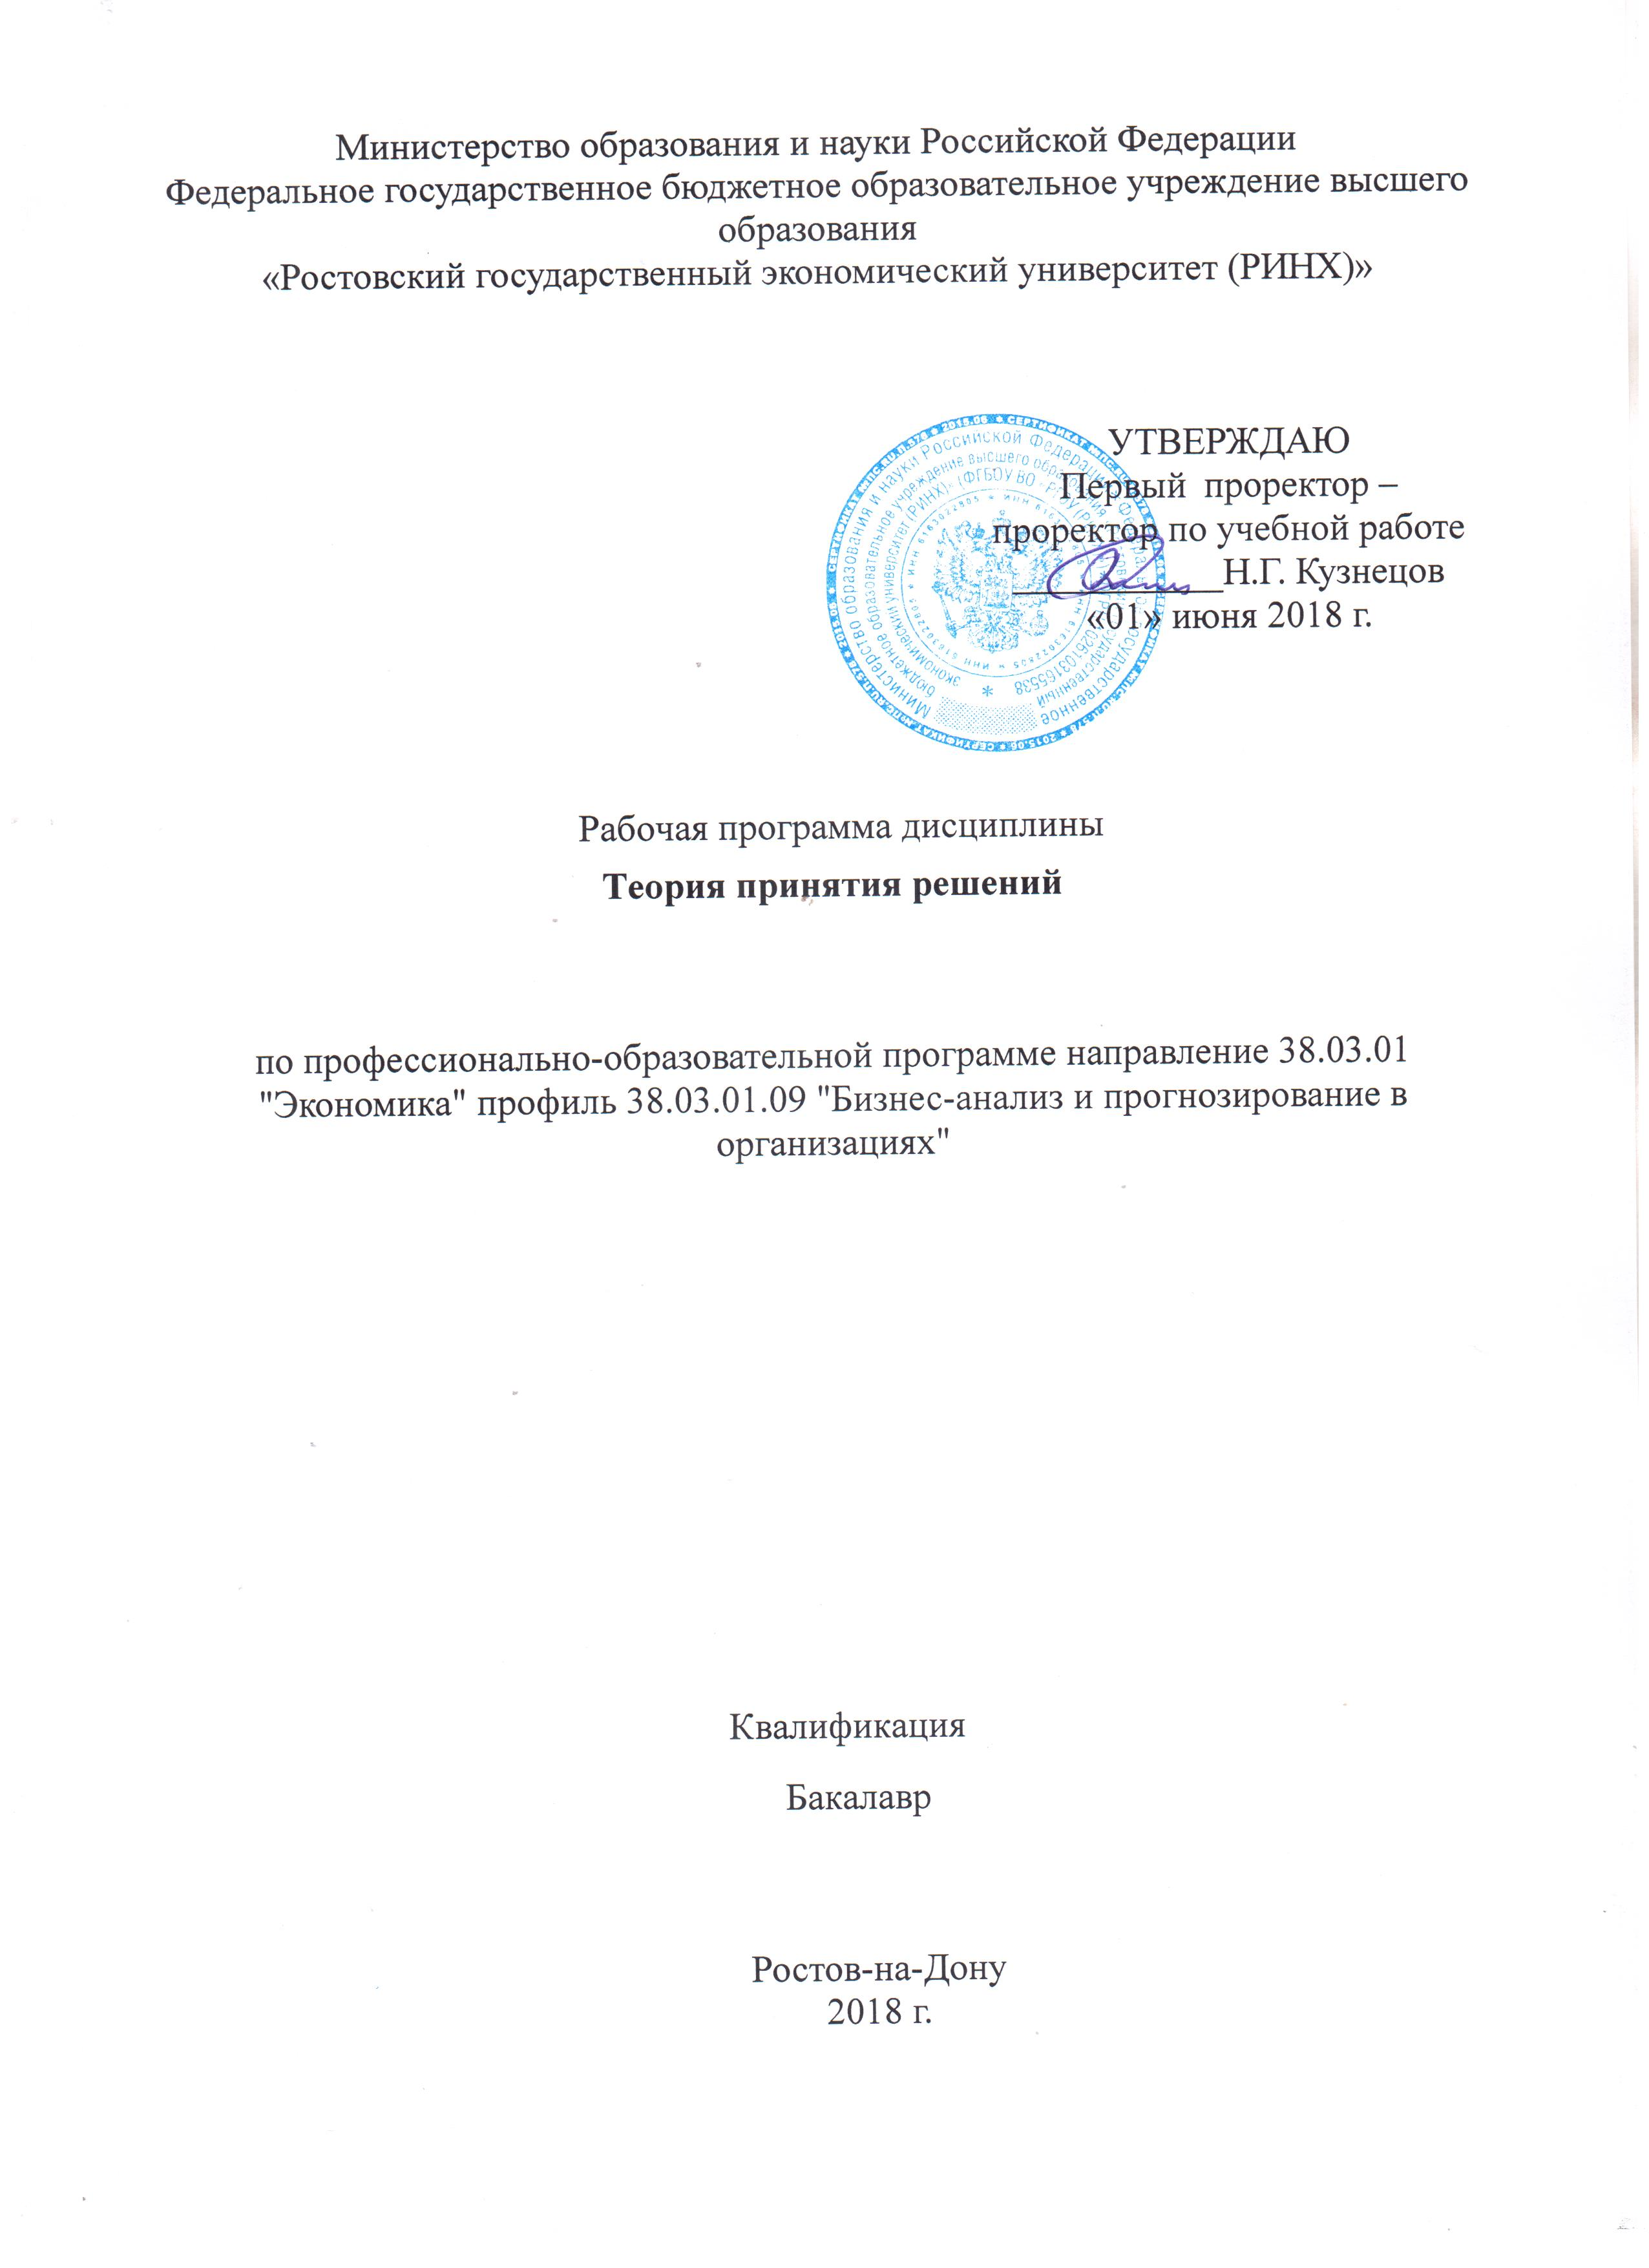 Министерство образования и науки Российской Федерации
Федеральное государственное бюджетное образовательное учреждение высшего
образования
«Ростовский государственный экономический университет (РИНХ)»
УТВЕРЖДАЮ
Первый проректор –
проректор по учебной работе
____________Н.Г. Кузнецов
«01» июня 2018 г.
Рабочая программа дисциплины
Теория принятия решений
по профессионально-образовательной программе направление 38.03.01
"Экономика" профиль 38.03.01.09 "Бизнес-анализ и прогнозирование в
организациях"
Квалификация
Бакалавр
Ростов-на-Дону
2018 г.